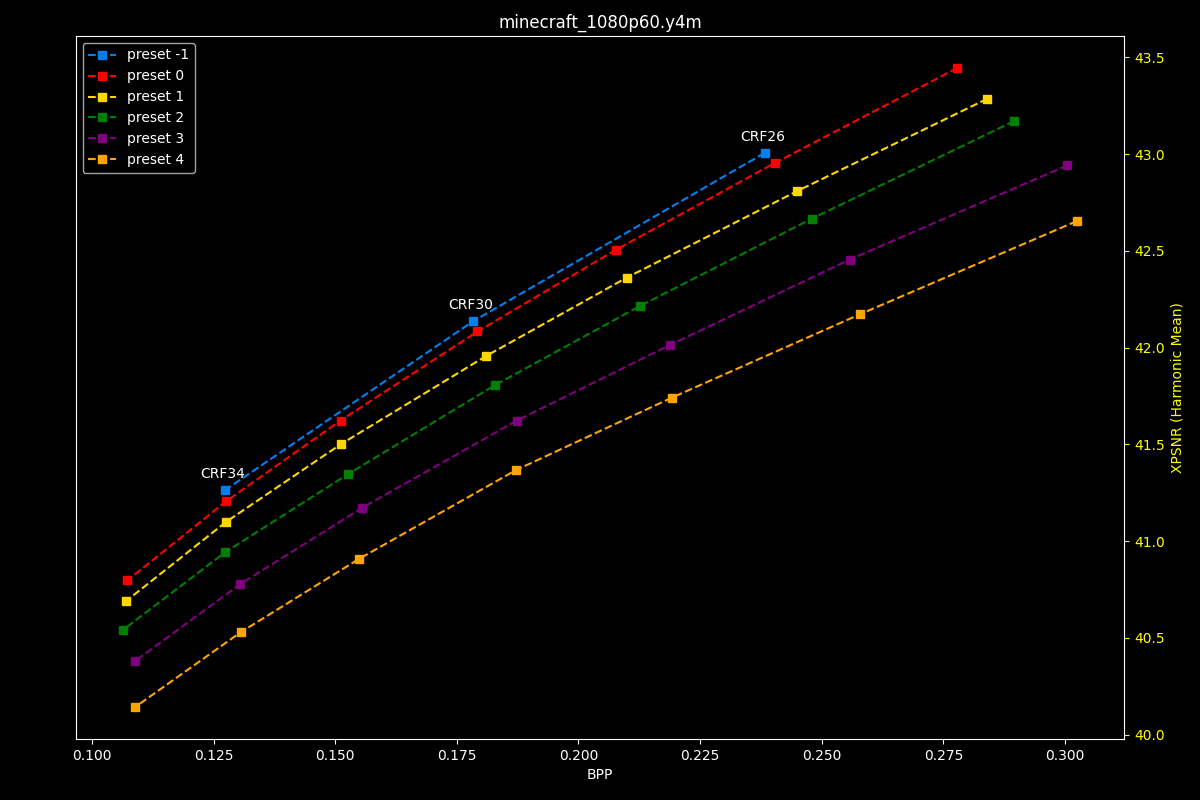 minecraft_1080p60.y4m
preset -1
preset 0
preset 1
preset 2
preset 3
preset 4
CRF26
CRF30
CRF34
43.5
43.0
42.5
42.0
41.5
41.0
40.5
40.0
XPSNR (Harmonic Mean)
0.100 0.125 0.150 0.175 0.200 0.225 0.250 0.275 0.300
BPP